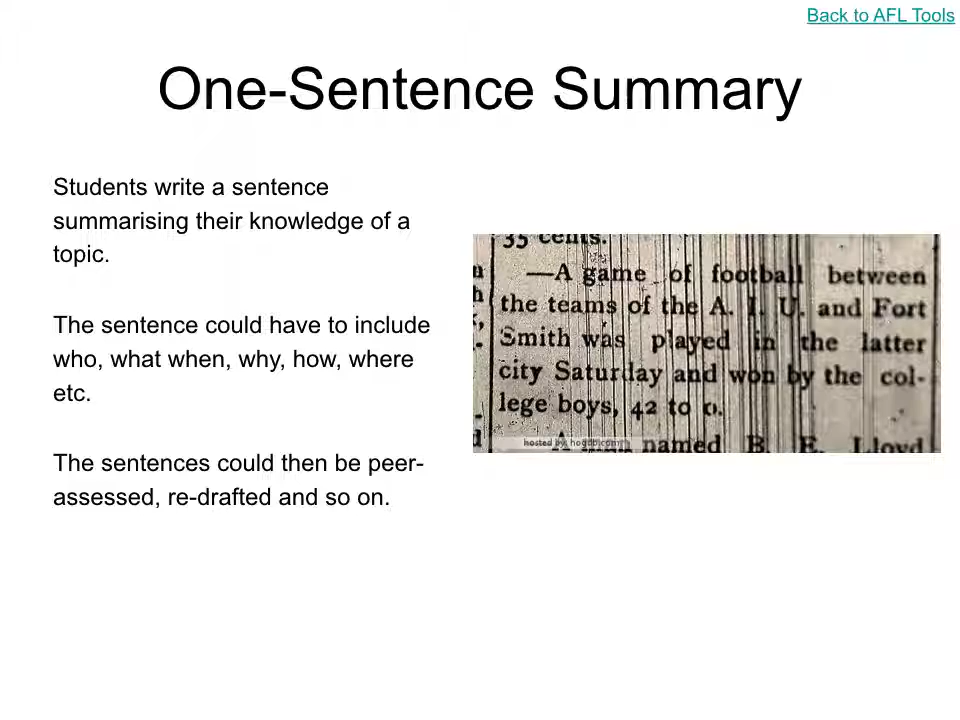 Back to AFL Tools
One-Sentence Summary
Students write a sentence
summarising their knowledge of a
topic.
The sentence could have to include
who, what when, why, how, where
etc.
The sentences could then be peer-
assessed, re-drafted and so on.
35 cents.
—A game of football between
the teams of the A. I. U. and Fort
Smith was played in the latter
city Saturday and won by the col-
lege boys, 42 to 0.
named B. E. Lloyd
hosted by